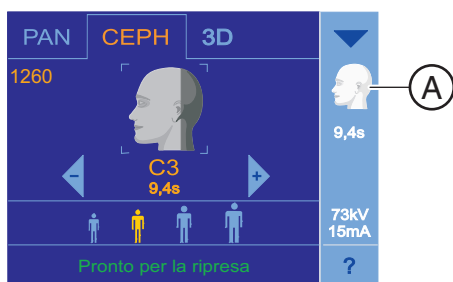 PAN CEPH 3D
1260
A
9,4s
C3
- +
9,4s
73kV
15mA
Pronto per la ripresa ?